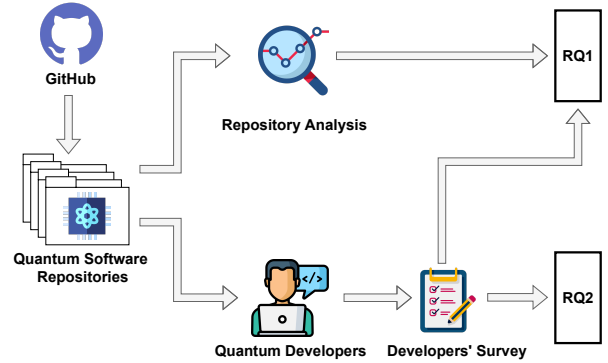 GitHub
Repository Analysis
RQ1
Quantum Software
Repositories
</>
Quantum Developers
Developers' Survey
RQ2